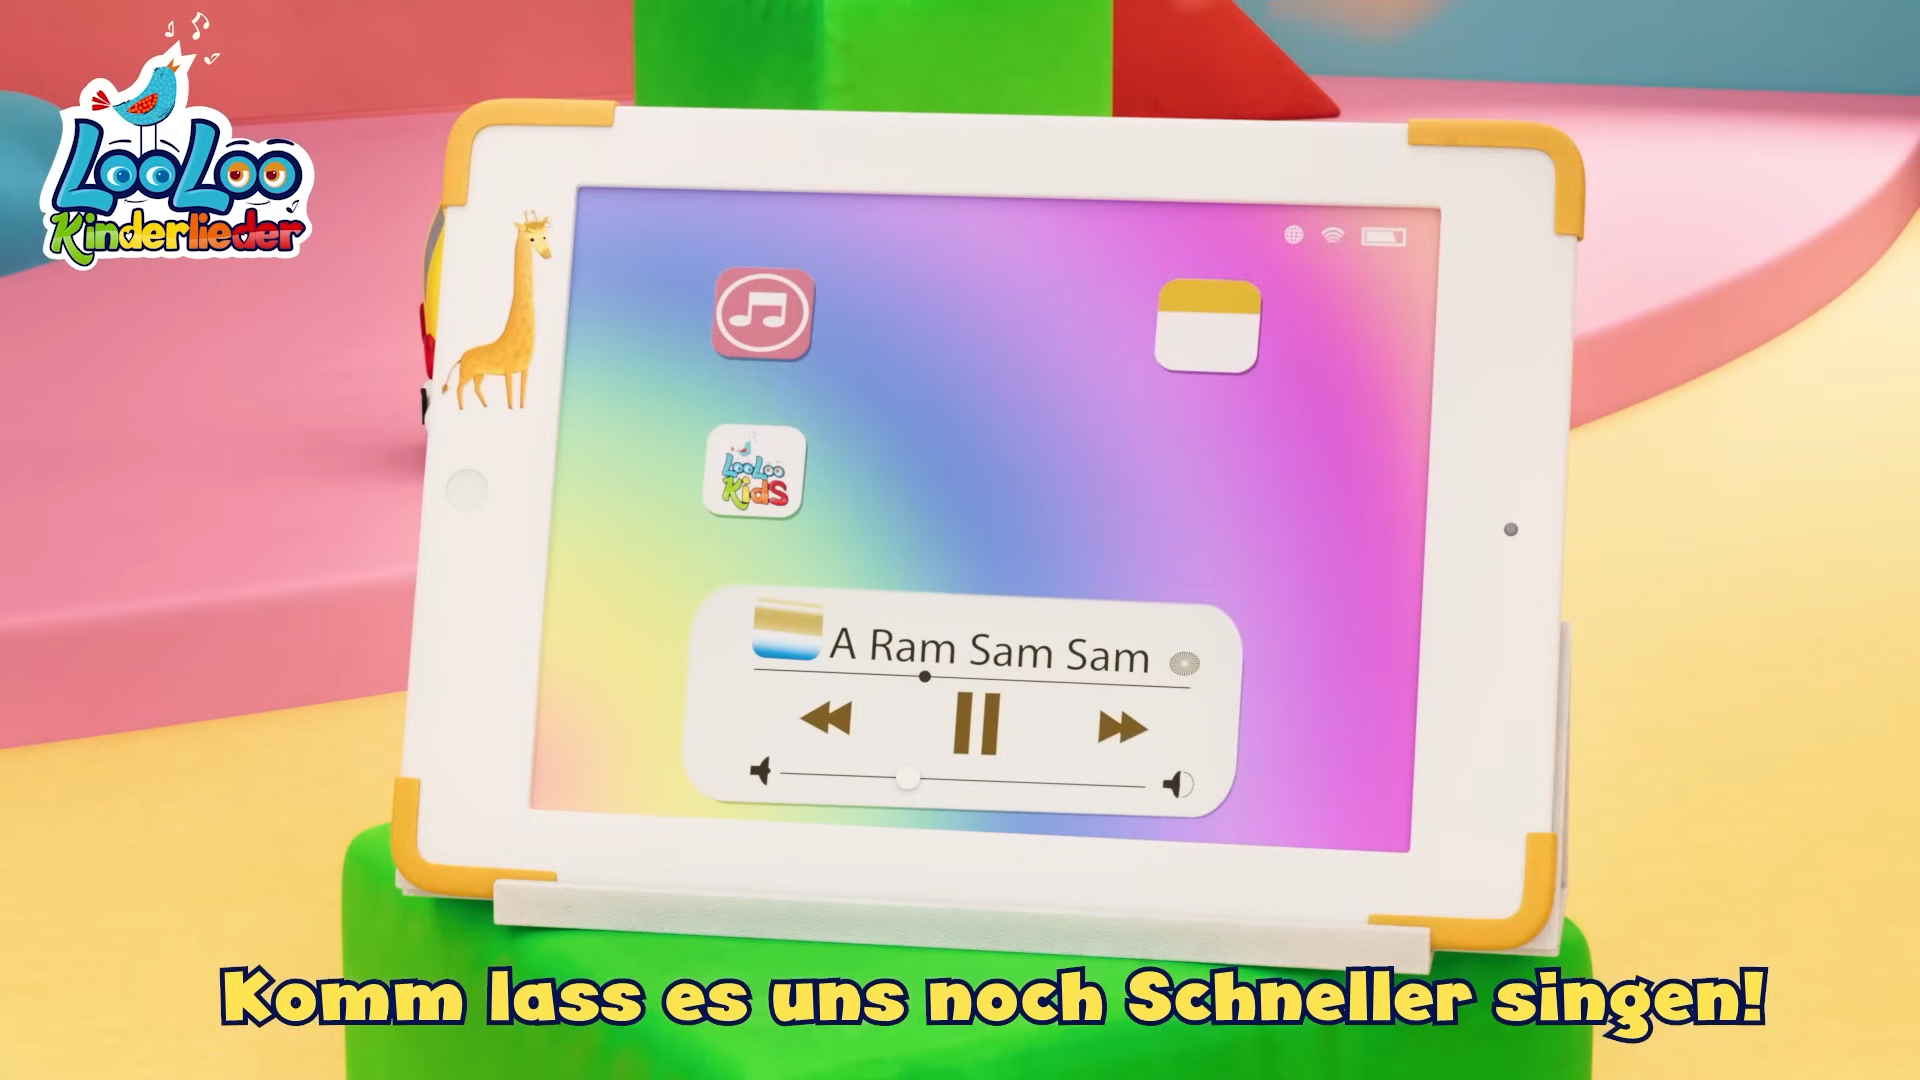 LooLoo
Kinderlieder
LooLoo
Kids
A Ram Sam Sam
Komm lass es uns noch Schneller singen!